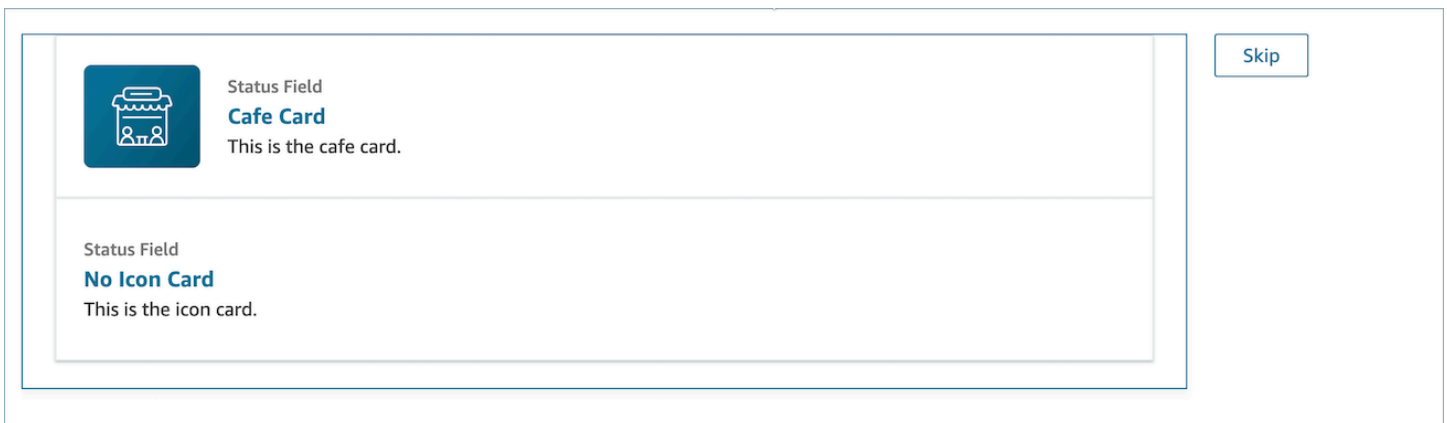 Status Field
Cafe Card
This is the cafe card.
Skip
Status Field
No Icon Card
This is the icon card.